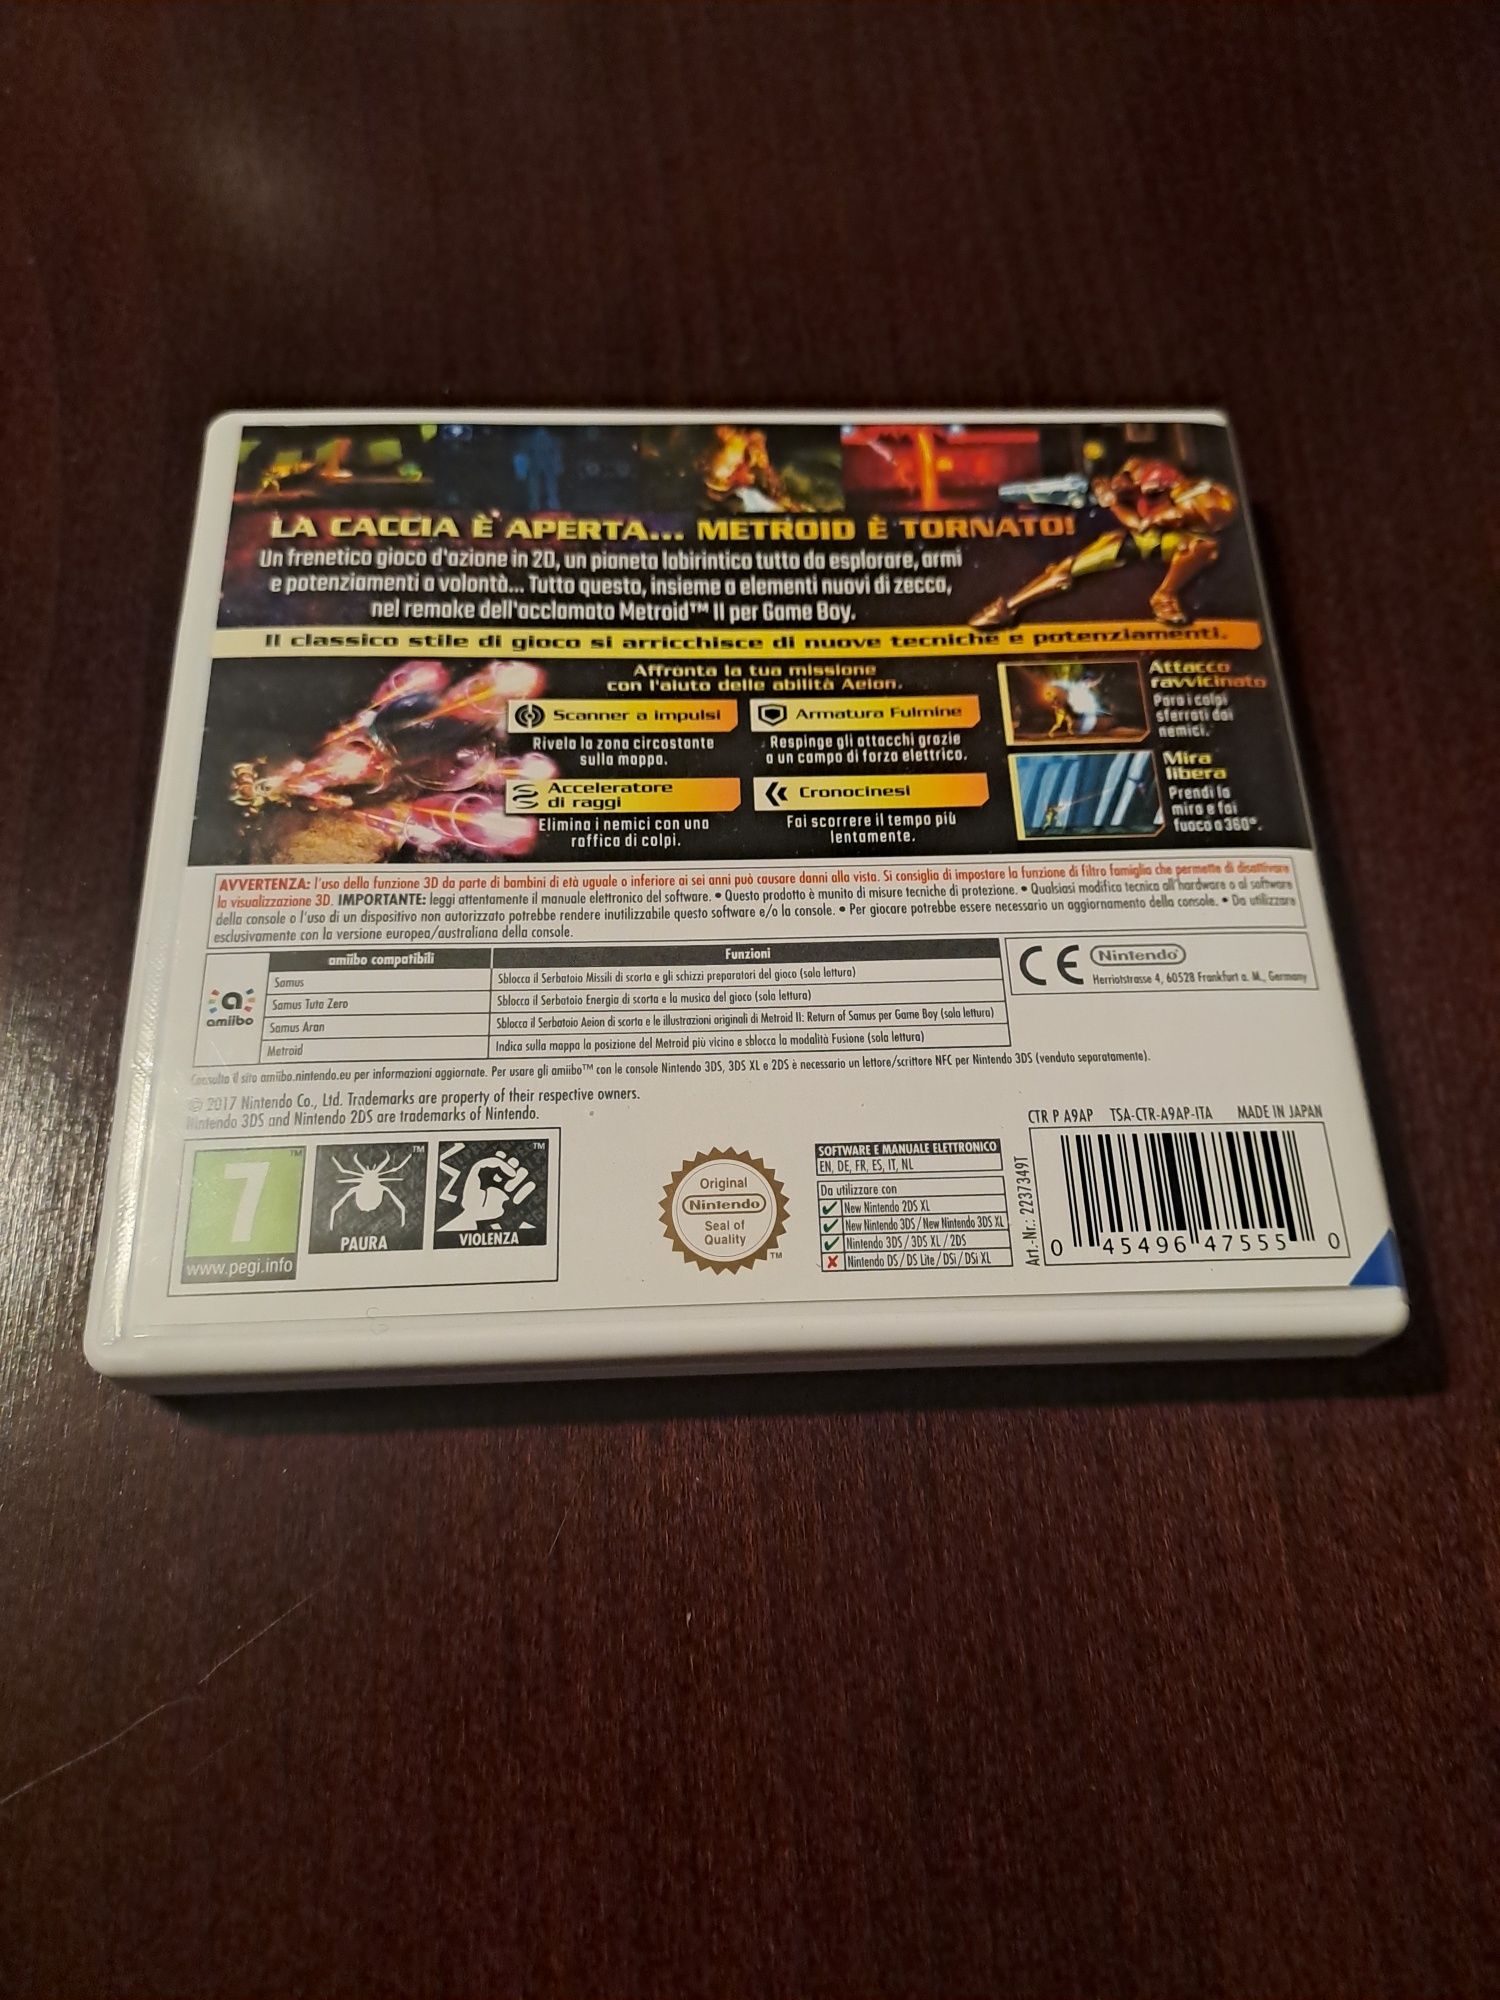 LA CACCIA È APERTA... METROID È TORNATO!
Un frenetico gioco d'azione in 2D, un pianeta labirintico tutto da esplorare, armi
e potenziamenti a volontà... Tutto questo, insieme a elementi nuovi di zecca,
nel remake dell'acclamato Metroid™ II per Game Boy.
Il classico stile di gioco si arricchisce di nuove tecniche e potenziamenti.
Affronta la tua missione
con l'aiuto delle abilità Aeion.
Scanner a impulsi
Rivela la zona circostante
sulla mappa.
Armatura Fulmine
Respinge gli attacchi grazie
a un campo di forza elettrico.
Acceleratore
di raggi
Elimina i nemici con una
raffica di colpi.
Cronocinesi
Fai scorrere il tempo più
lentamente.
Attacco
ravvicinato
Para i colpi
sferrati dai
nemici.
Mira
libera
Prendi la
mira e fai
fuoco a 360°.
AVVERTENZA: l'uso della funzione 3D da parte di bambini di età uguale o inferiore ai sei anni può causare danni alla vista. Si consiglia di impostare la funzione di filtro famiglia che permette di disattivare
la visualizzazione 3D. IMPORTANTE: leggi attentamente il manuale elettronico del software. • Questo prodotto è munito di misure tecniche di protezione. • Qualsiasi modifica tecnica all'hardware o al software
della console o l'uso di un dispositivo non autorizzato potrebbe rendere inutilizzabile questo software e/o la console. • Per giocare potrebbe essere necessario un aggiornamento della console. • Da utilizzare
esclusivamente con la versione europea/australiana della console.
amiibo
amiibo compatibili Funzioni
Samus Sblocca il Serbatoio Missili di scorta e gli schizzi preparatori del gioco (sola lettura)
Samus Tuta Zero Sblocca il Serbatoio Energia di scorta e la musica del gioco (sola lettura)
Samus Aran Sblocca il Serbatoio Aeion di scorta e le illustrazioni originali di Metroid II: Return of Samus per Game Boy (sola lettura)
Metroid Indica sulla mappa la posizione del Metroid più vicino e sblocca la modalità Fusione (sola lettura)
CE Nintendo
Herriotstrasse 4, 60528 Frankfurt a. M., Germany
Consulta il sito amiibo.nintendo.eu per informazioni aggiornate. Per usare gli amiibo™ con le console Nintendo 3DS, 3DS XL e 2DS è necessario un lettore/scrittore NFC per Nintendo 3DS (venduto separatamente).
© 2017 Nintendo Co., Ltd. Trademarks are property of their respective owners.
Nintendo 3DS and Nintendo 2DS are trademarks of Nintendo.
7 ™
www.pegi.info
PAURA ™
VIOLENZA ™
Original
Nintendo
Seal of
Quality
™
SOFTWARE E MANUALE ELETTRONICO
EN, DE, FR, ES, IT, NL
Da utilizzare con
New Nintendo 2DS XL
New Nintendo 3DS / New Nintendo 3DS XL
Nintendo 3DS / 3DS XL / 2DS
Nintendo DS / DS Lite / DSi / DSi XL
CTR P A9AP TSA-CTR-A9AP-ITA MADE IN JAPAN
Art.-Nr.: 2237349T
0 45496 47555 0